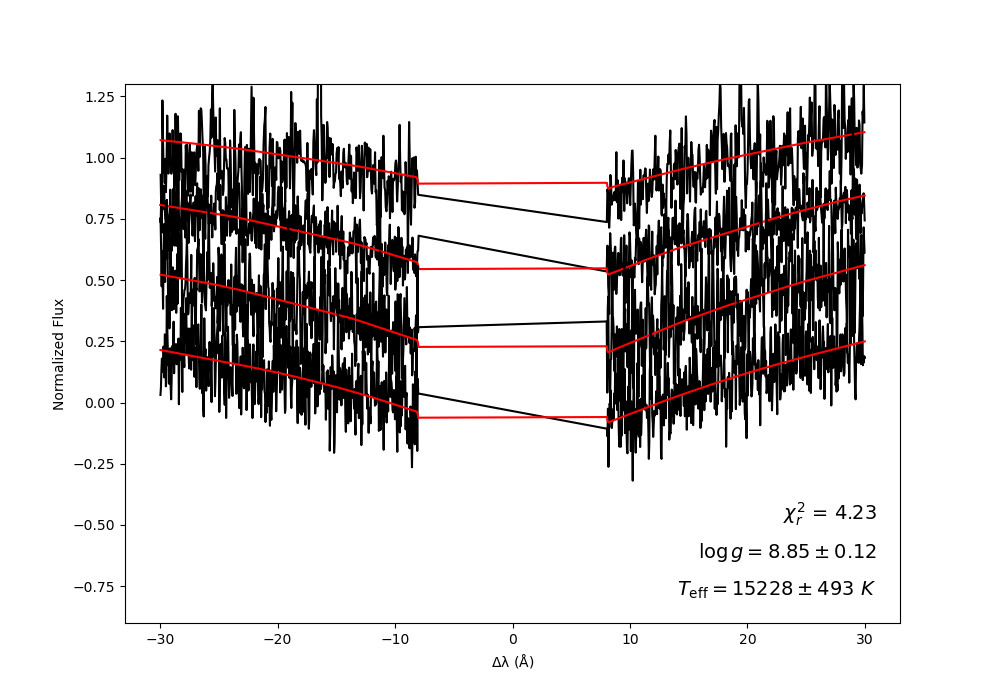 1.25
1.00
0.75
0.50
0.25
0.00
−0.25
−0.50
−0.75
Normalized Flux
χ²ᵣ = 4.23
log g = 8.85 ± 0.12
T_eff = 15228 ± 493 K
−30 −20 −10 0 10 20 30
Δλ (Å)